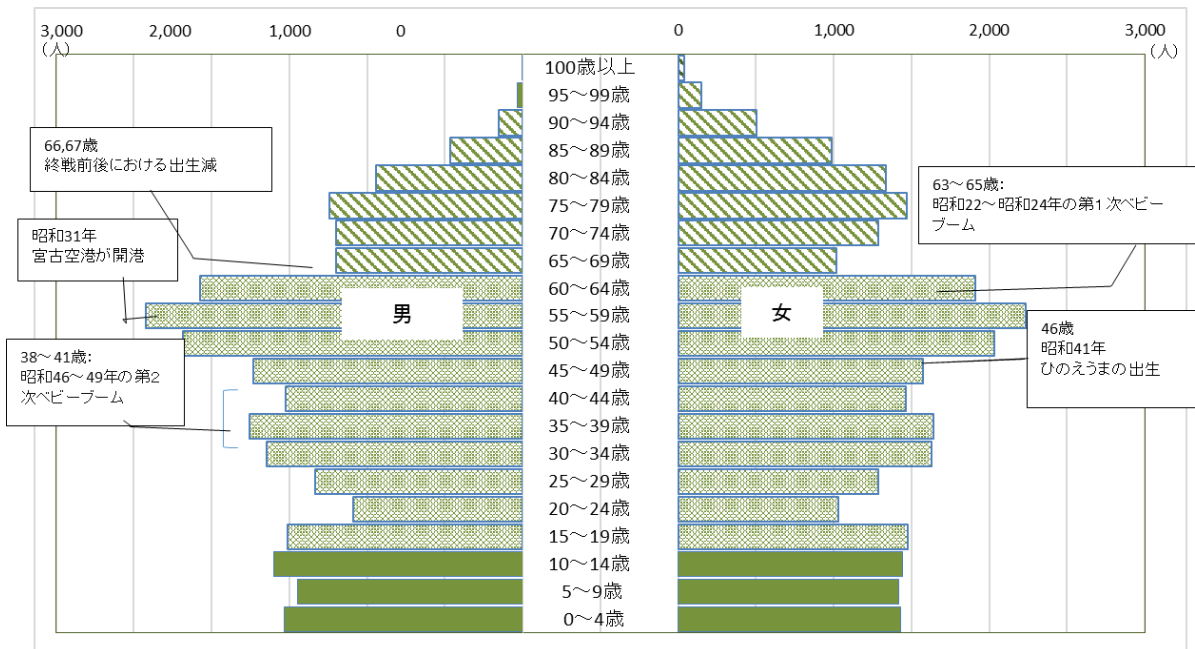 3,000 2,000 1,000 0 0 1,000 2,000 3,000
(人) (人)
100歳以上
95～99歳
90～94歳
85～89歳
80～84歳
75～79歳
70～74歳
65～69歳
60～64歳
55～59歳
50～54歳
45～49歳
40～44歳
35～39歳
30～34歳
25～29歳
20～24歳
15～19歳
10～14歳
5～9歳
0～4歳
男
女
66,67歳
終戦前後における出生減
昭和31年
宮古空港が開港
38～41歳:
昭和46～49年の第2
次ベビーブーム
63～65歳:
昭和22～昭和24年の第1次ベビー
ブーム
46歳
昭和41年
ひのえうまの出生